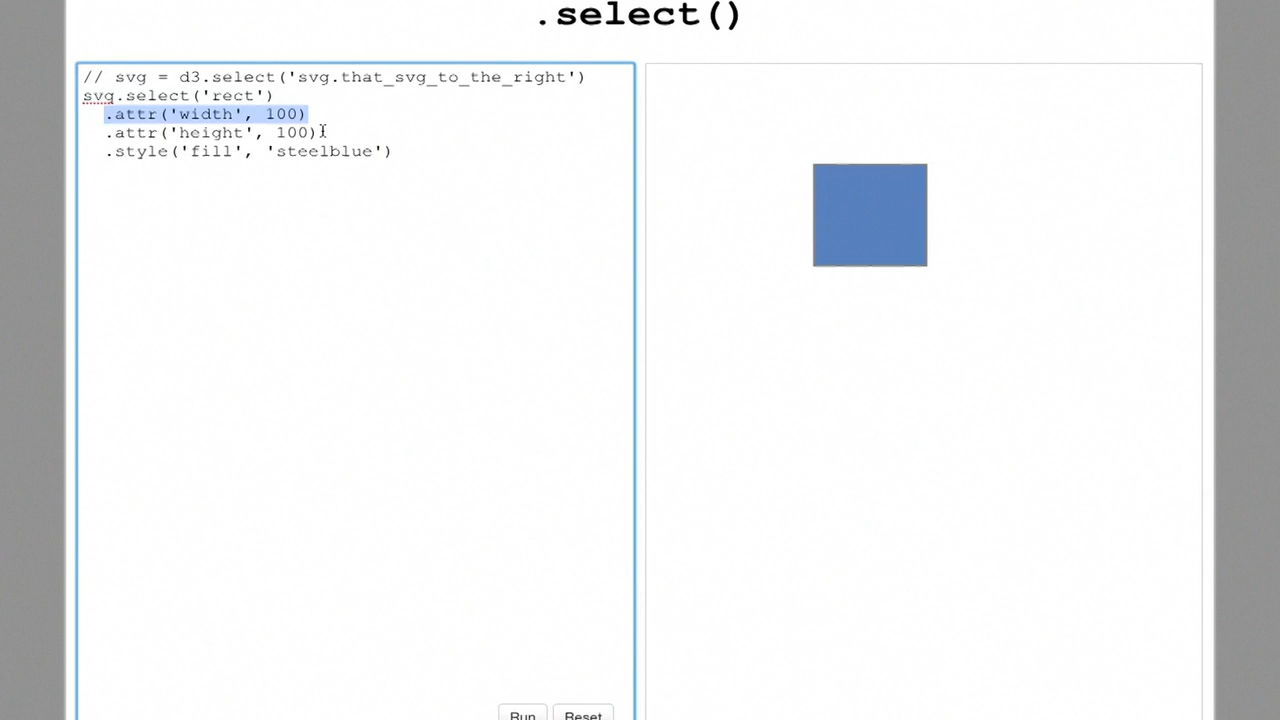 .select()
// svg = d3.select('svg.that_svg_to_the_right')
svg.select('rect')
.attr('width', 100)
.attr('height', 100)
.style('fill', 'steelblue')
Run Reset